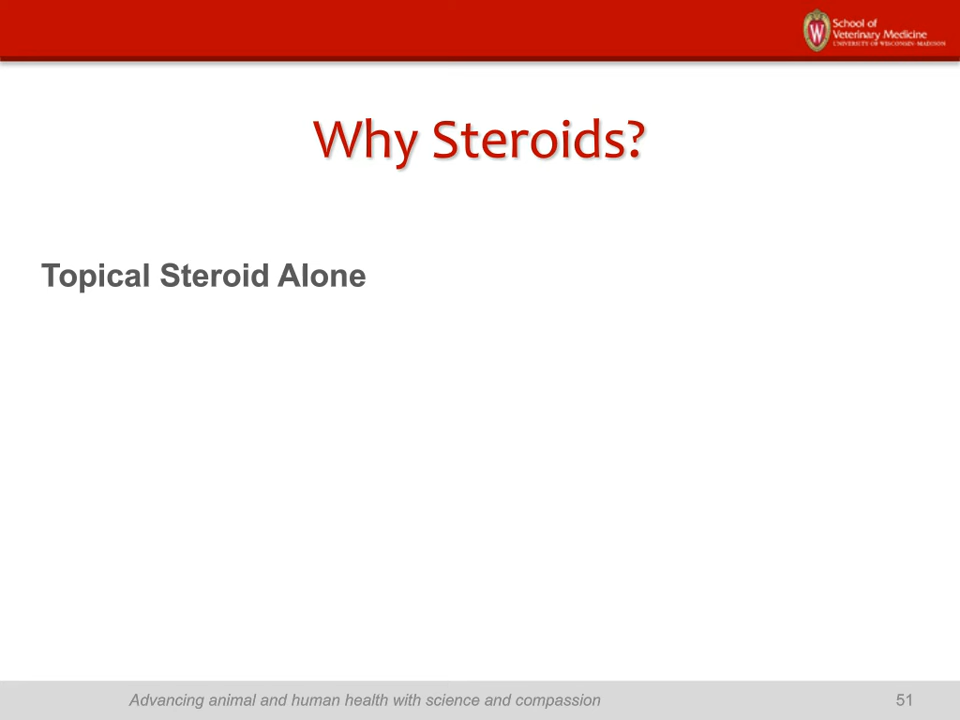 School of
Veterinary Medicine
UNIVERSITY OF WISCONSIN-MADISON
Why Steroids?
Topical Steroid Alone
Advancing animal and human health with science and compassion
51